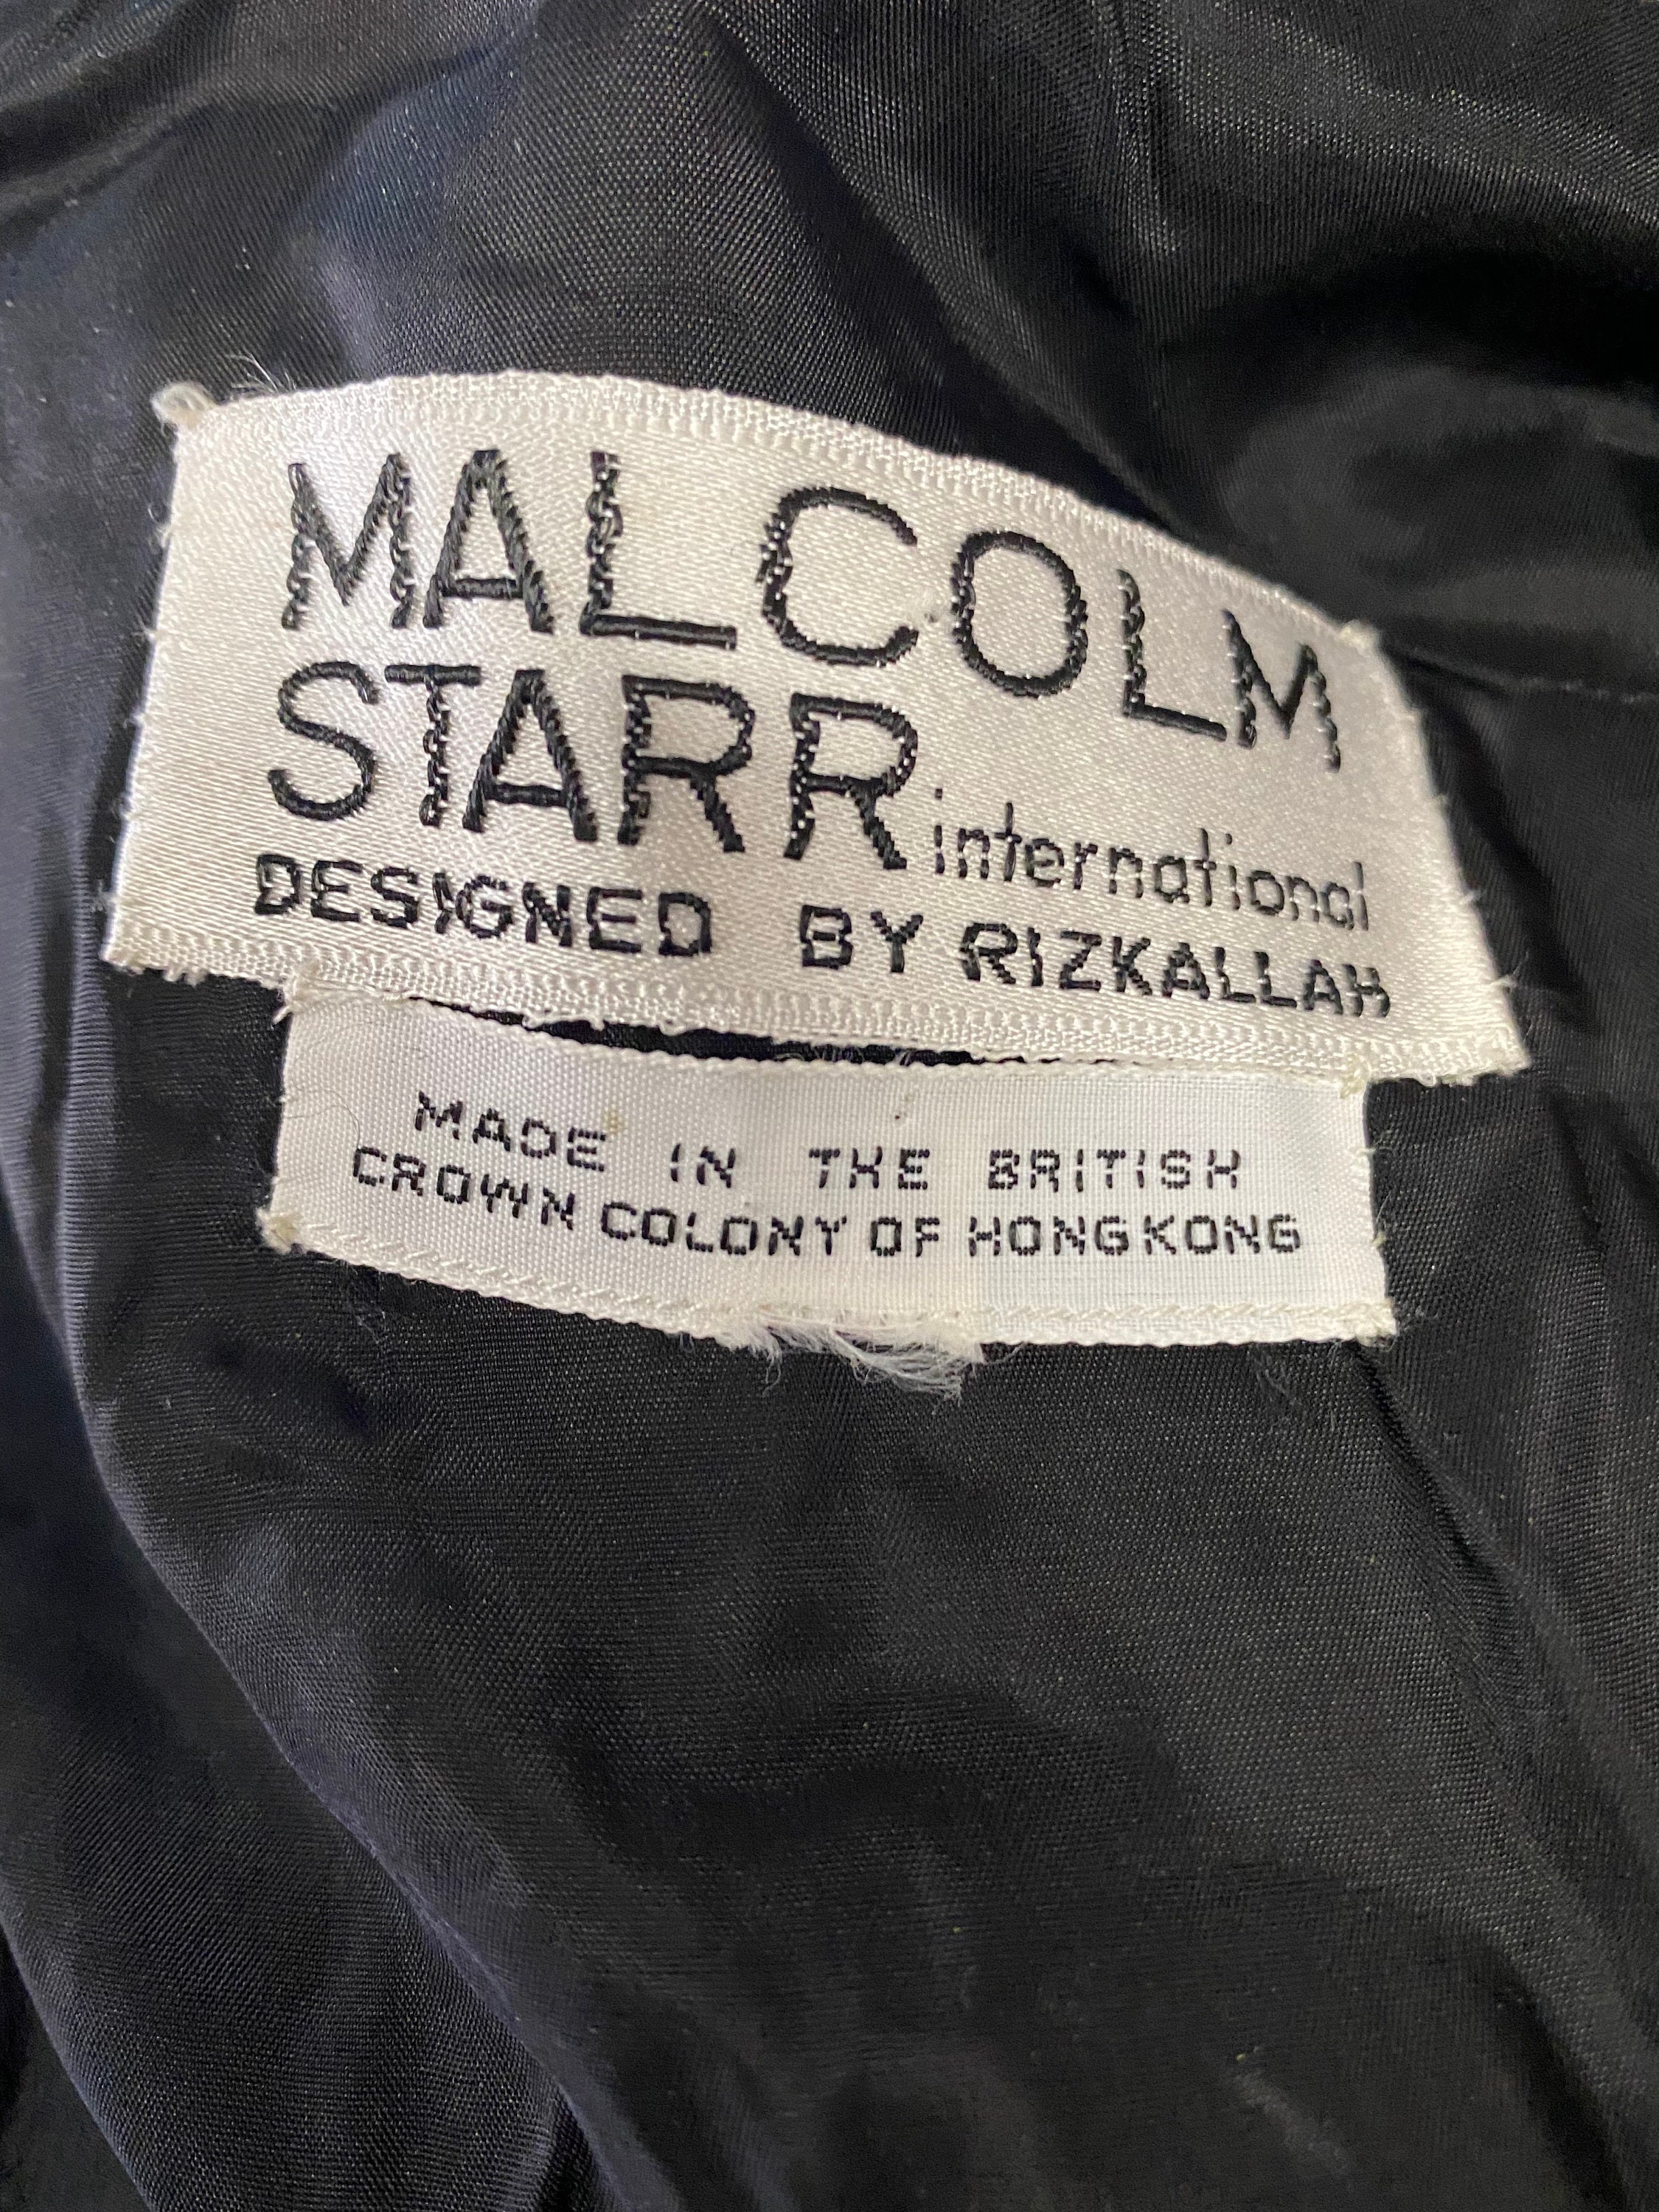 MALCOLM
STARR international
DESIGNED BY RIZKALLAH
MADE IN THE BRITISH
CROWN COLONY OF HONG KONG